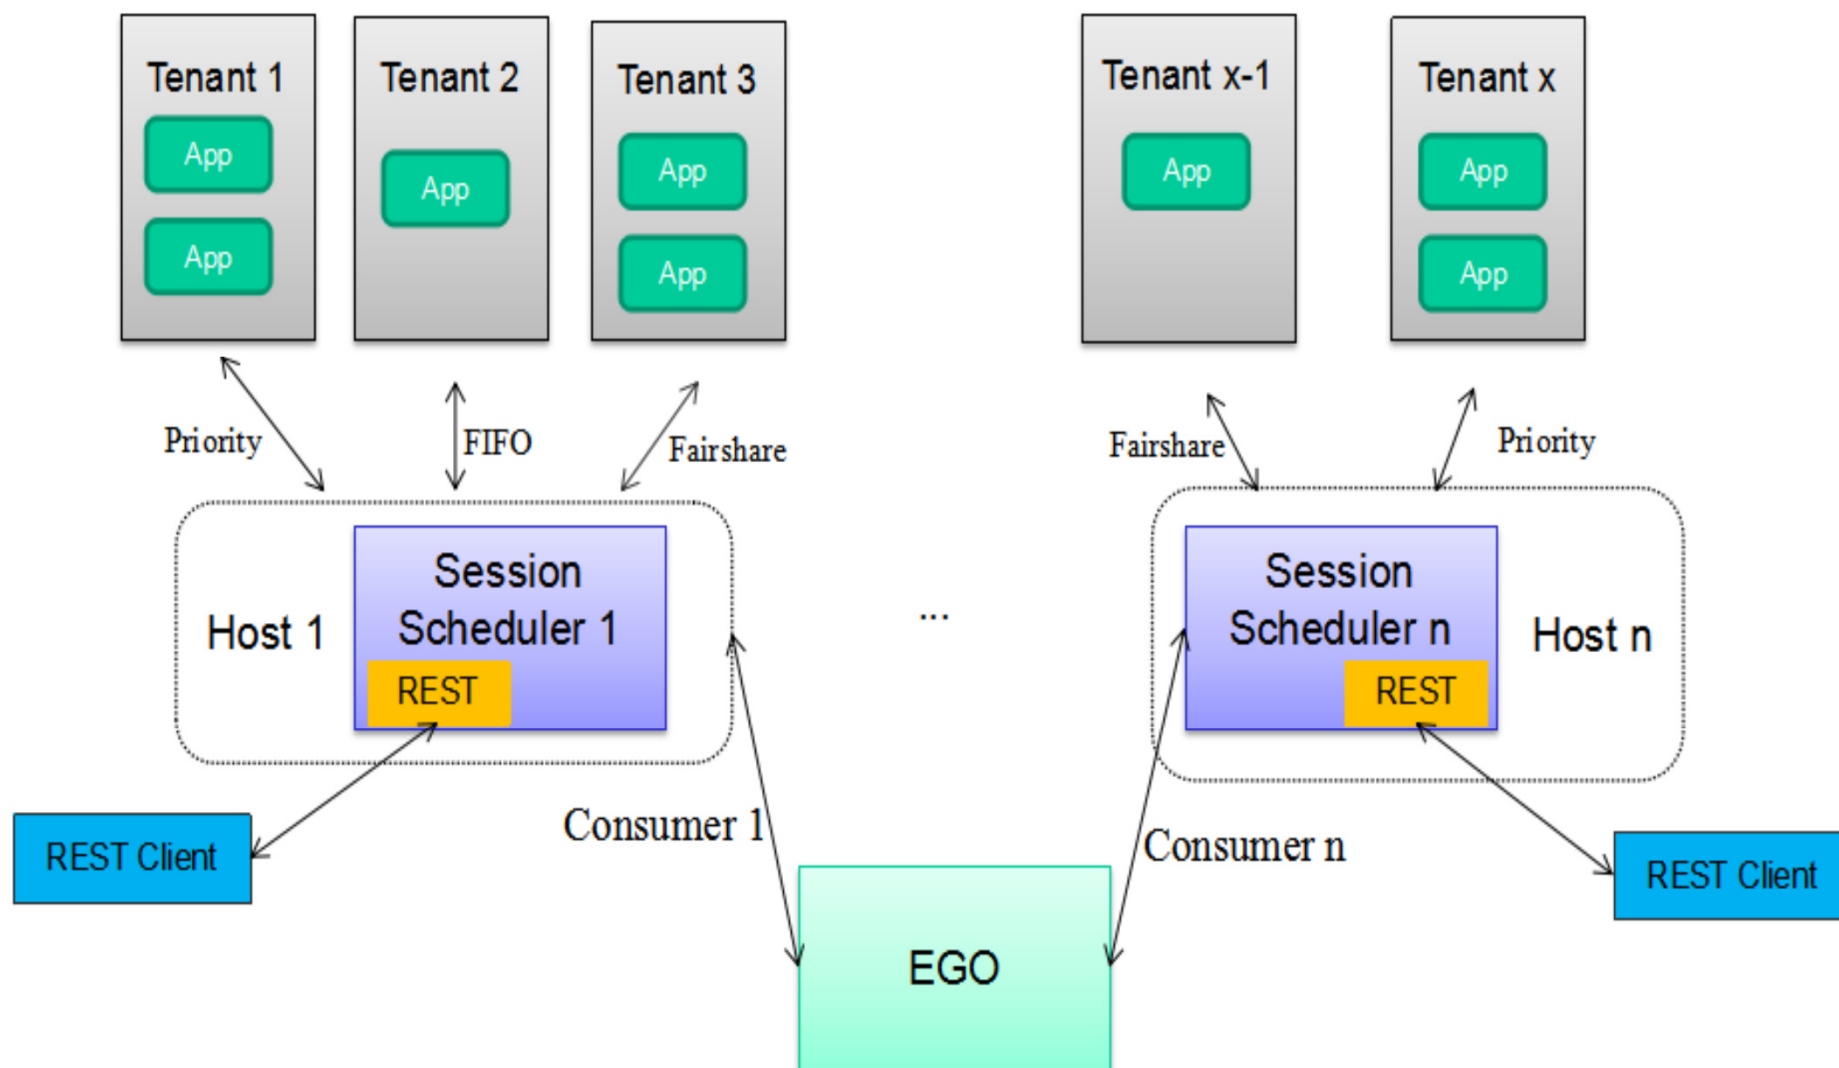 Tenant 1
App
App
Tenant 2
App
Tenant 3
App
App
Tenant x-1
App
Tenant x
App
App
Priority
FIFO
Fairshare
Fairshare
Priority
Host 1
Session
Scheduler 1
REST
...
Session
Scheduler n
REST
Host n
REST Client
Consumer 1
Consumer n
REST Client
EGO